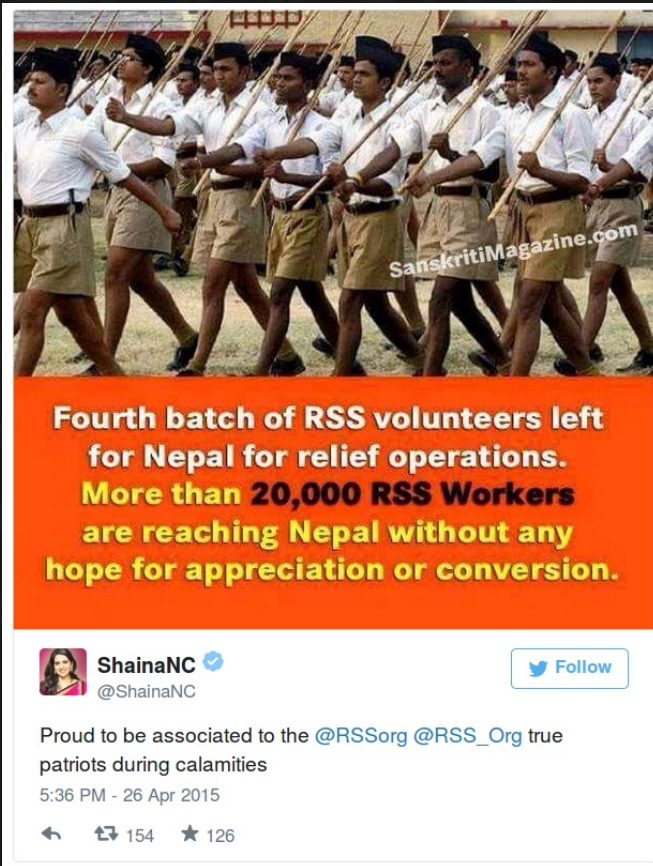 SanskritiMagazine.com
Fourth batch of RSS volunteers left
for Nepal for relief operations.
More than 20,000 RSS Workers
are reaching Nepal without any
hope for appreciation or conversion.
ShainaNC
@ShainaNC
Follow
Proud to be associated to the @RSSorg @RSS_Org true
patriots during calamities
5:36 PM - 26 Apr 2015
154 126